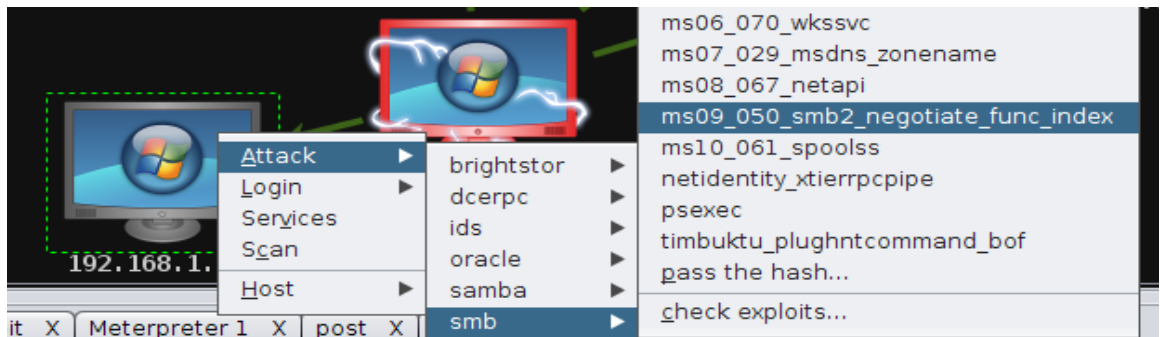 192.168.1.
Attack
Login
Services
Scan
Host
brightstor
dcerpc
ids
oracle
samba
smb
ms06_070_wkssvc
ms07_029_msdns_zonename
ms08_067_netapi
ms09_050_smb2_negotiate_func_index
ms10_061_spoolss
netidentity_xtierrpcpipe
psexec
timbuktu_plughntcommand_bof
pass the hash...
check exploits...
it X Meterpreter 1 X post X